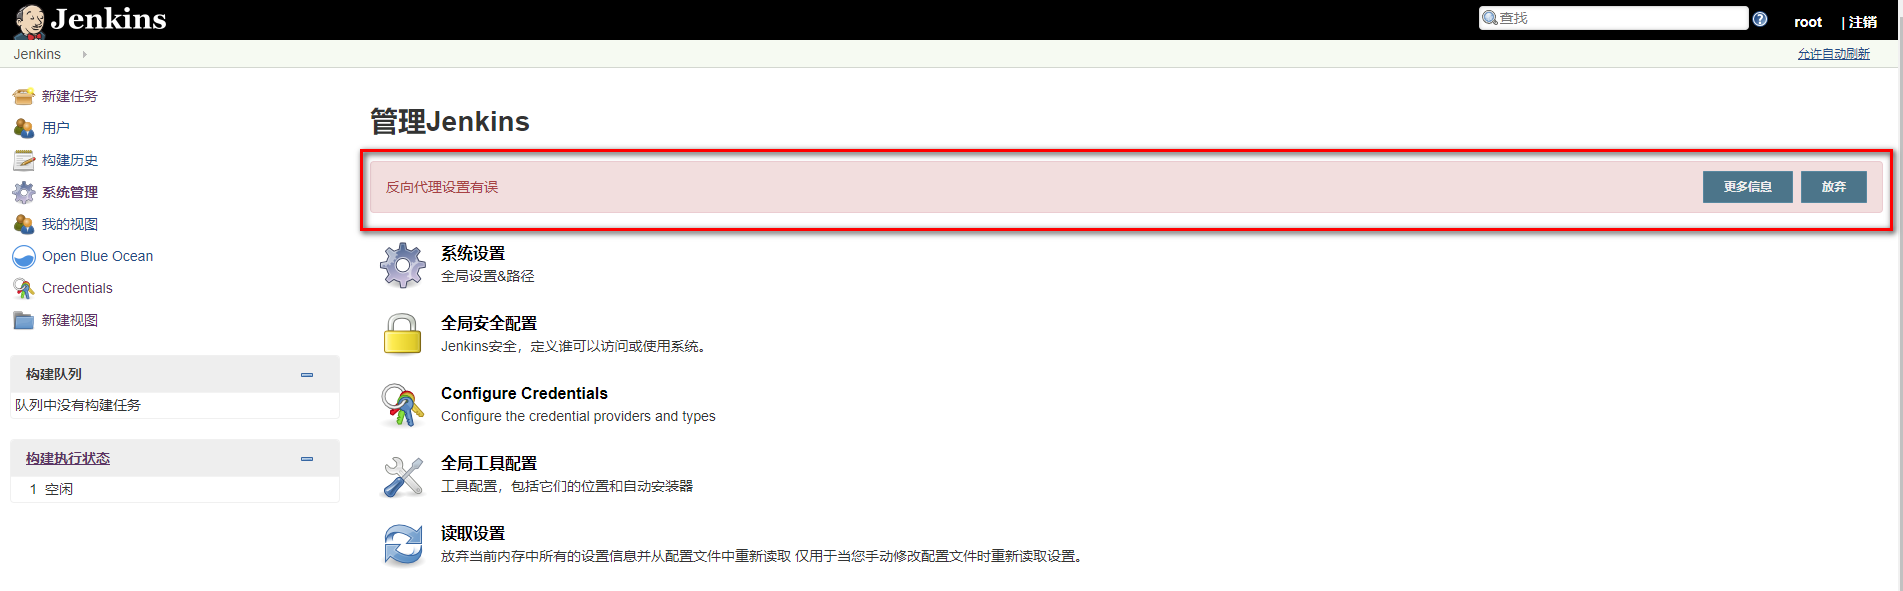 Jenkins
查找
root
| 注销
Jenkins
允许自动刷新
新建任务
用户
构建历史
系统管理
我的视图
Open Blue Ocean
Credentials
新建视图
构建队列
队列中没有构建任务
构建执行状态
1 空闲
管理Jenkins
反向代理设置有误
更多信息
放弃
系统设置
全局设置&路径
全局安全配置
Jenkins安全，定义谁可以访问或使用系统。
Configure Credentials
Configure the credential providers and types
全局工具配置
工具配置，包括它们的位置和自动安装器
读取设置
放弃当前内存中所有的设置信息并从配置文件中重新读取 仅用于当您手动修改配置文件时重新读取设置。